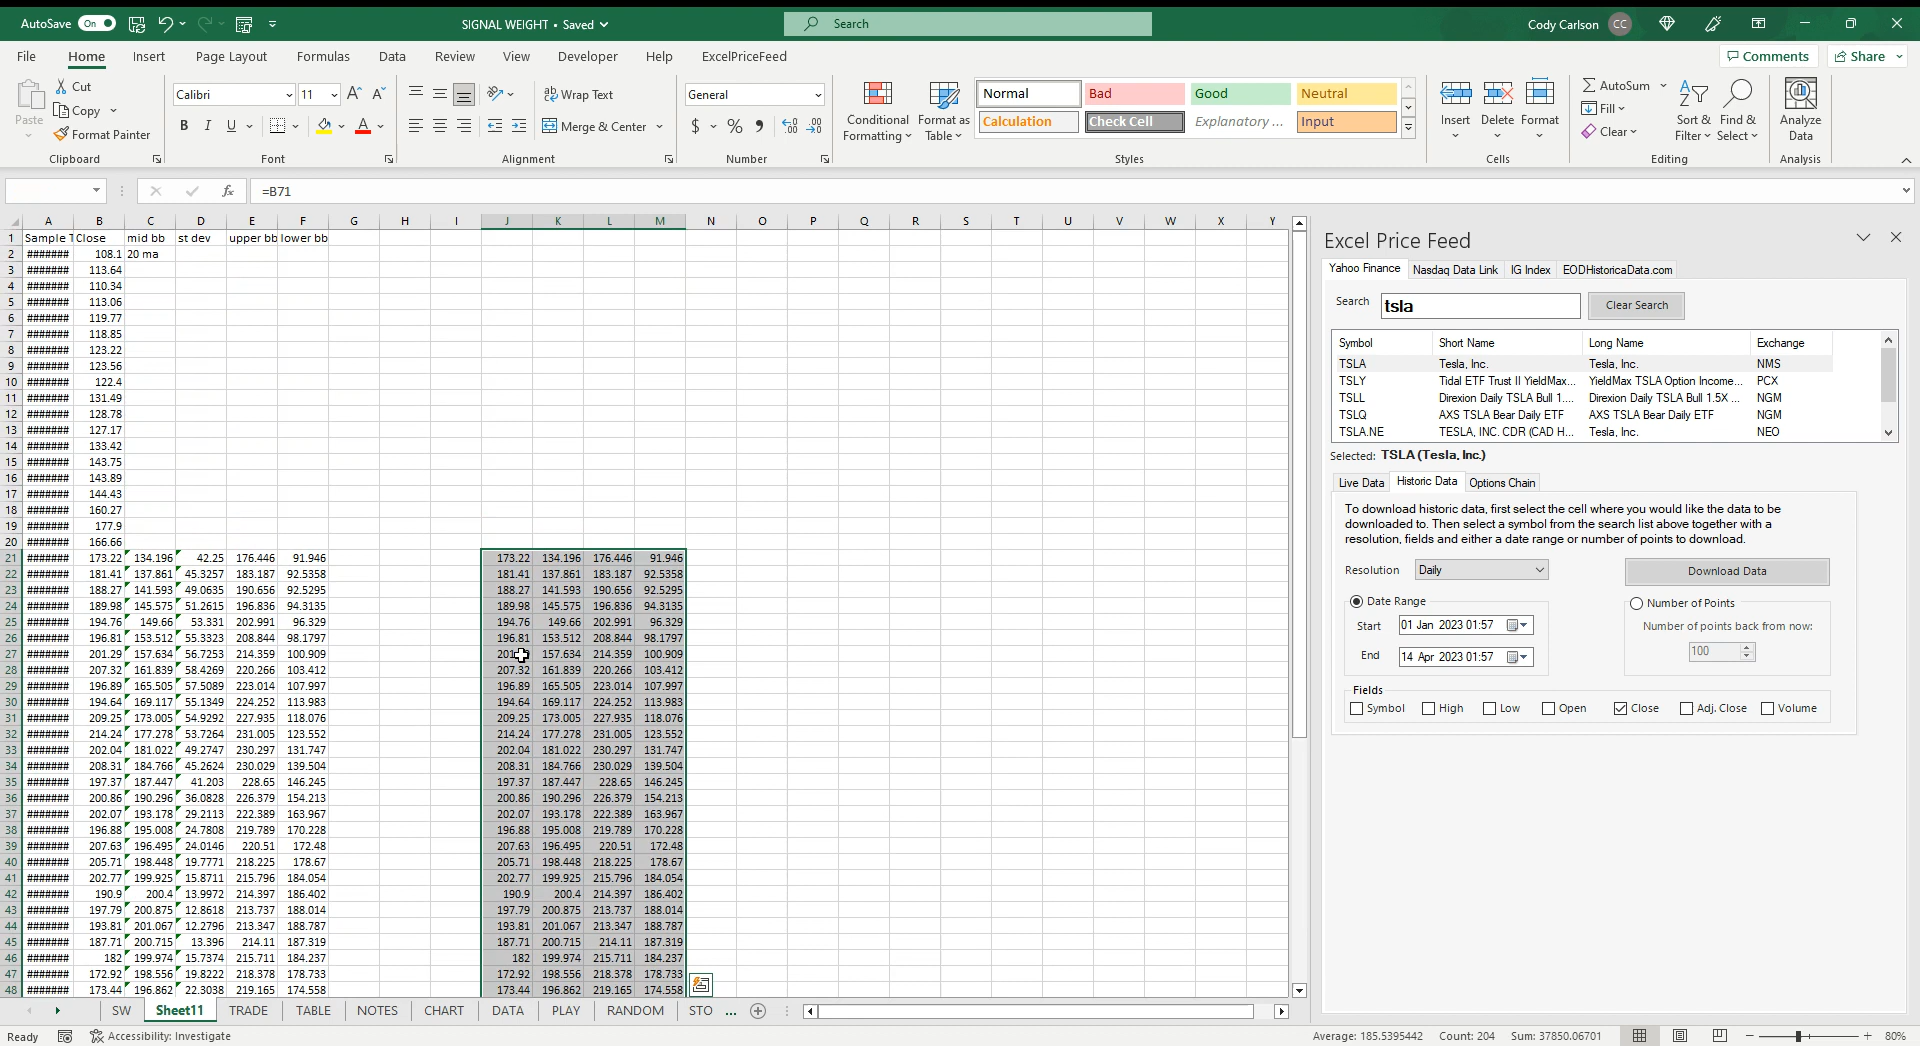 AutoSave On SIGNAL WEIGHT • Saved Search Cody Carlson CC
File Home Insert Page Layout Formulas Data Review View Developer Help ExcelPriceFeed Comments Share
Paste Cut Copy Format Painter
Calibri 11 B I U
Wrap Text Merge & Center
General $ %
Conditional Formatting Format as Table
Normal Bad Good Neutral
Calculation Check Cell Explanatory ... Input
Insert Delete Format
AutoSum Fill Clear Sort & Filter Find & Select Analyze Data
Clipboard Font Alignment Number Styles Cells Editing Analysis
fx =B71
A B C D E F G H I J K L M N O P Q R S T U V W X Y
1 Sample T Close mid bb st dev upper bb lower bb
2 ####### 108.1 20 ma
3 ####### 113.64
4 ####### 110.34
5 ####### 113.06
6 ####### 119.77
7 ####### 118.85
8 ####### 123.22
9 ####### 123.56
10 ####### 122.4
11 ####### 131.49
12 ####### 128.78
13 ####### 127.17
14 ####### 133.42
15 ####### 143.75
16 ####### 143.89
17 ####### 144.43
18 ####### 160.27
19 ####### 177.9
20 ####### 166.66
21 ####### 173.22 134.196 42.25 176.446 91.946 173.22 134.196 176.446 91.946
22 ####### 181.41 137.861 45.3257 183.187 92.5358 181.41 137.861 183.187 92.5358
23 ####### 188.27 141.593 49.0635 190.656 92.5295 188.27 141.593 190.656 92.5295
24 ####### 189.98 145.575 51.2615 196.836 94.3135 189.98 145.575 196.836 94.3135
25 ####### 194.76 149.66 53.331 202.991 96.329 194.76 149.66 202.991 96.329
26 ####### 196.81 153.512 55.3323 208.844 98.1797 196.81 153.512 208.844 98.1797
27 ####### 201.29 157.634 56.7253 214.359 100.909 157.634 214.359 100.909
28 ####### 207.32 161.839 58.4269 220.266 103.412 207.32 161.839 220.266 103.412
29 ####### 196.89 165.505 57.5089 223.014 107.997 196.89 165.505 223.014 107.997
30 ####### 194.64 169.117 55.1349 224.252 113.983 194.64 169.117 224.252 113.983
31 ####### 209.25 173.005 54.9292 227.935 118.076 209.25 173.005 227.935 118.076
32 ####### 214.24 177.278 53.7264 231.005 123.552 214.24 177.278 231.005 123.552
33 ####### 202.04 181.022 49.2747 230.297 131.747 202.04 181.022 230.297 131.747
34 ####### 208.31 184.766 45.2624 230.029 139.504 208.31 184.766 230.029 139.504
35 ####### 197.37 187.447 41.203 228.65 146.245 197.37 187.447 228.65 146.245
36 ####### 200.86 190.296 36.0828 226.379 154.213 200.86 190.296 226.379 154.213
37 ####### 202.07 193.178 29.2113 222.389 163.967 202.07 193.178 222.389 163.967
38 ####### 196.88 195.008 24.7808 219.789 170.228 196.88 195.008 219.789 170.228
39 ####### 207.63 196.495 24.0146 220.51 172.48 207.63 196.495 220.51 172.48
40 ####### 205.71 198.448 19.7771 218.225 178.67 205.71 198.448 218.225 178.67
41 ####### 202.77 199.925 15.8711 215.796 184.054 202.77 199.925 215.796 184.054
42 ####### 190.9 200.4 13.9972 214.397 186.402 190.9 200.4 214.397 186.402
43 ####### 197.79 200.875 12.8618 213.737 188.014 197.79 200.875 213.737 188.014
44 ####### 193.81 201.067 12.2796 213.347 188.787 193.81 201.067 213.347 188.787
45 ####### 187.71 200.715 13.396 214.11 187.319 187.71 200.715 214.11 187.319
46 ####### 182 199.974 15.7374 215.711 184.237 182 199.974 215.711 184.237
47 ####### 172.92 198.556 19.8222 218.378 178.733 172.92 198.556 218.378 178.733
48 ####### 173.44 196.862 22.3038 219.165 174.558 173.44 196.862 219.165 174.558
SW Sheet11 TRADE TABLE NOTES CHART DATA PLAY RANDOM STO ...
Ready Accessibility: Investigate Average: 185.5395442 Count: 204 Sum: 37850.06701 80%
Excel Price Feed
Yahoo Finance Nasdaq Data Link IG Index EODHistoricaData.com
Search tsla Clear Search
Symbol Short Name Long Name Exchange
TSLA Tesla, Inc. Tesla, Inc. NMS
TSLY Tidal ETF Trust II YieldMax... YieldMax TSLA Option Income... PCX
TSLL Direxion Daily TSLA Bull 1.... Direxion Daily TSLA Bull 1.5X ... NGM
TSLQ AXS TSLA Bear Daily ETF AXS TSLA Bear Daily ETF NGM
TSLA.NE TESLA, INC. CDR (CAD H... Tesla, Inc. NEO
Selected: TSLA (Tesla, Inc.)
Live Data Historic Data Options Chain
To download historic data, first select the cell where you would like the data to be
downloaded to. Then select a symbol from the search list above together with a
resolution, fields and either a date range or number of points to download.
Resolution Daily Download Data
Date Range Number of Points
Start 01 Jan 2023 01:57 Number of points back from now:
End 14 Apr 2023 01:57 100
Fields
Symbol High Low Open Close Adj. Close Volume